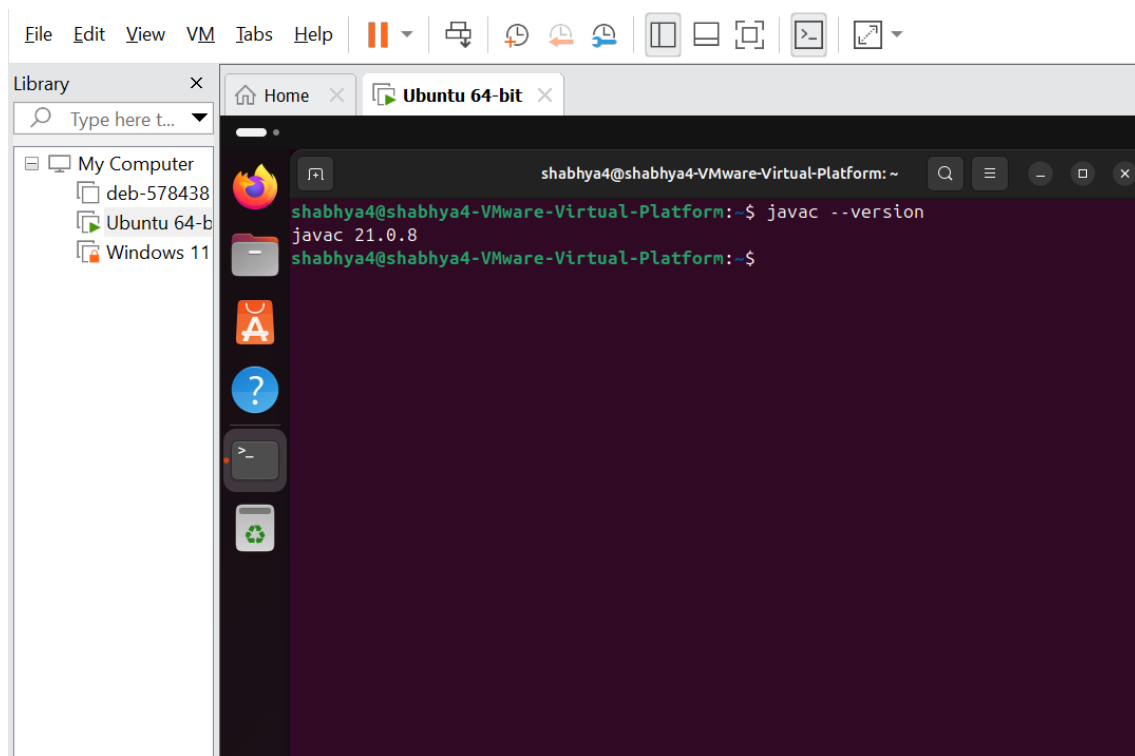 File Edit View VM Tabs Help
Library
Type here t...
My Computer
deb-578438
Ubuntu 64-b
Windows 11
Home
Ubuntu 64-bit
shabhya4@shabhya4-VMware-Virtual-Platform: ~
shabhya4@shabhya4-VMware-Virtual-Platform:~$ javac --version
javac 21.0.8
shabhya4@shabhya4-VMware-Virtual-Platform:~$